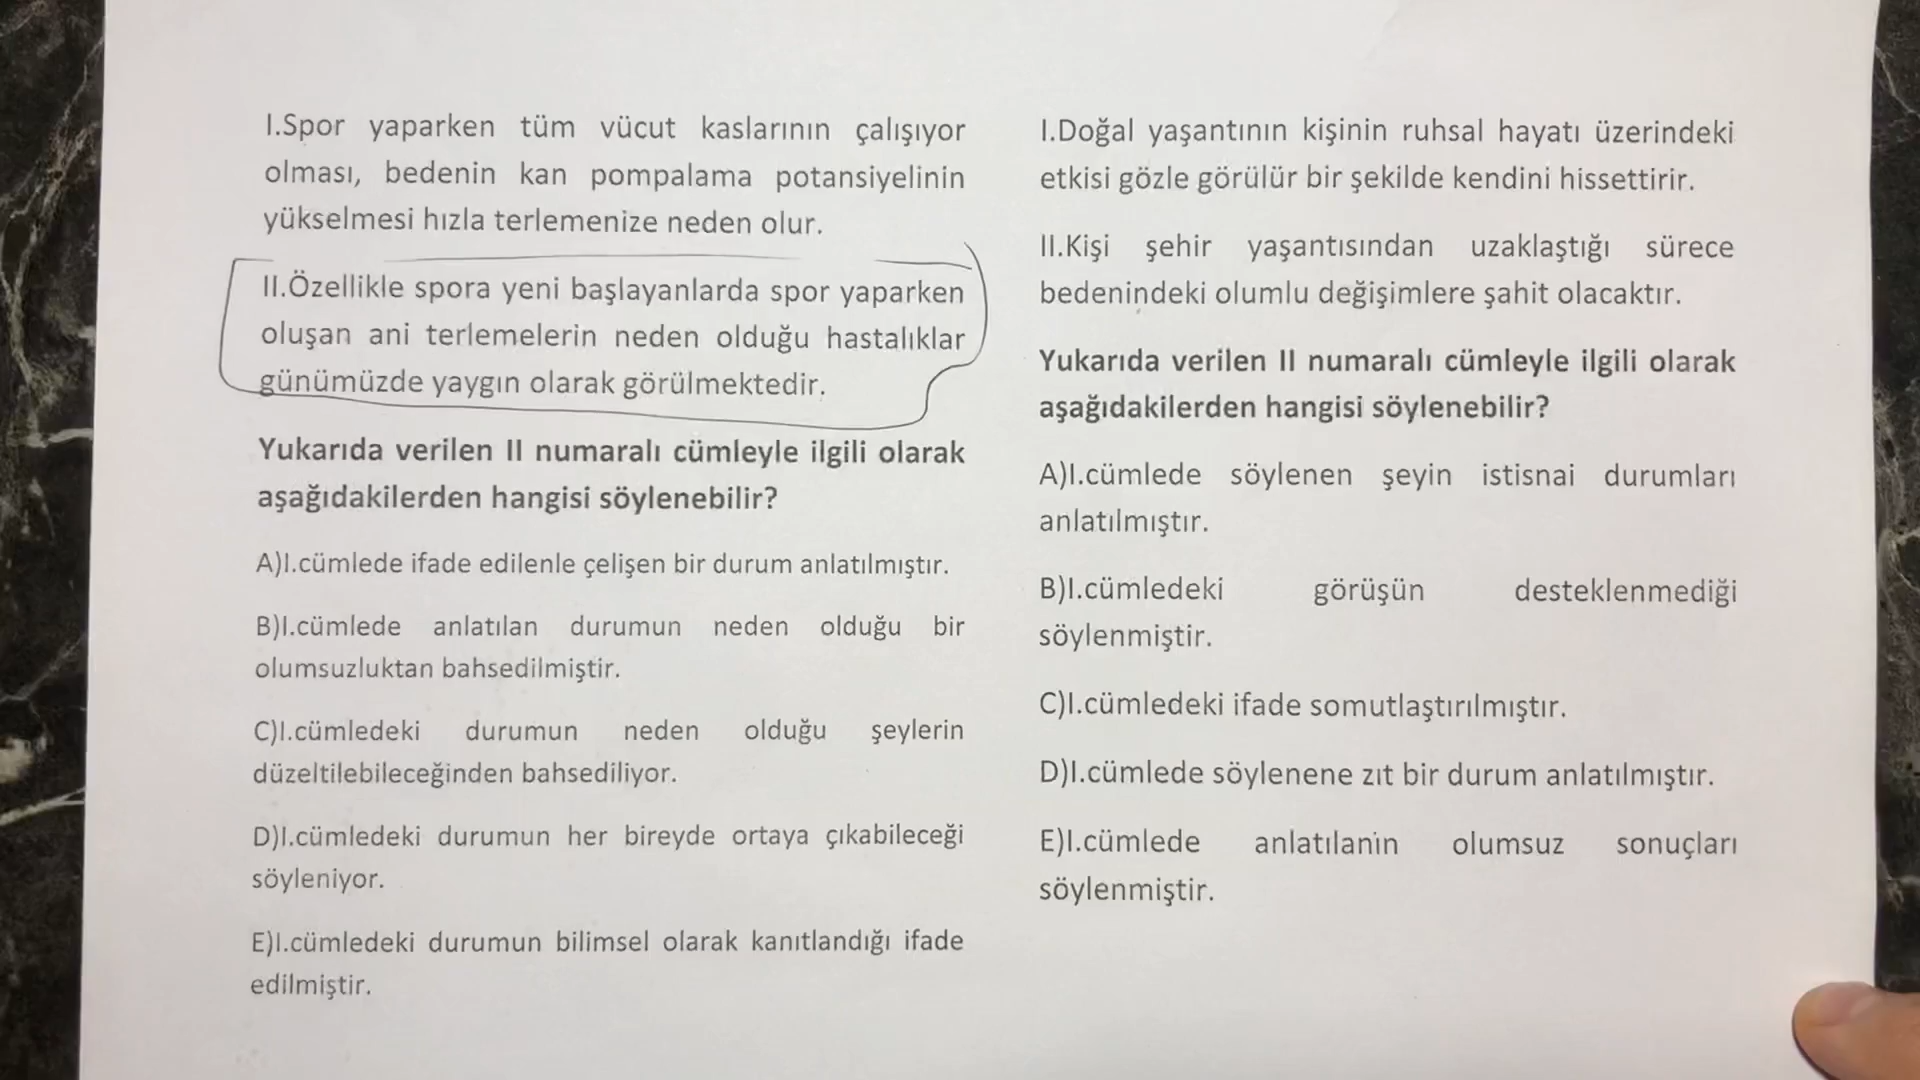 I.Spor yaparken tüm vücut kaslarının çalışıyor
olması, bedenin kan pompalama potansiyelinin
yükselmesi hızla terlemenize neden olur.
II.Özellikle spora yeni başlayanlarda spor yaparken
oluşan ani terlemelerin neden olduğu hastalıklar
günümüzde yaygın olarak görülmektedir.
Yukarıda verilen II numaralı cümleyle ilgili olarak
aşağıdakilerden hangisi söylenebilir?
A)I.cümlede ifade edilenle çelişen bir durum anlatılmıştır.
B)I.cümlede anlatılan durumun neden olduğu bir
olumsuzluktan bahsedilmiştir.
C)I.cümledeki durumun neden olduğu şeylerin
düzeltilebileceğinden bahsediliyor.
D)I.cümledeki durumun her bireyde ortaya çıkabileceği
söyleniyor.
E)I.cümledeki durumun bilimsel olarak kanıtlandığı ifade
edilmiştir.
I.Doğal yaşantının kişinin ruhsal hayatı üzerindeki
etkisi gözle görülür bir şekilde kendini hissettirir.
II.Kişi şehir yaşantısından uzaklaştığı sürece
bedenindeki olumlu değişimlere şahit olacaktır.
Yukarıda verilen II numaralı cümleyle ilgili olarak
aşağıdakilerden hangisi söylenebilir?
A)I.cümlede söylenen şeyin istisnai durumları
anlatılmıştır.
B)I.cümledeki görüşün desteklenmediği
söylenmiştir.
C)I.cümledeki ifade somutlaştırılmıştır.
D)I.cümlede söylenene zıt bir durum anlatılmıştır.
E)I.cümlede anlatılanın olumsuz sonuçları
söylenmiştir.